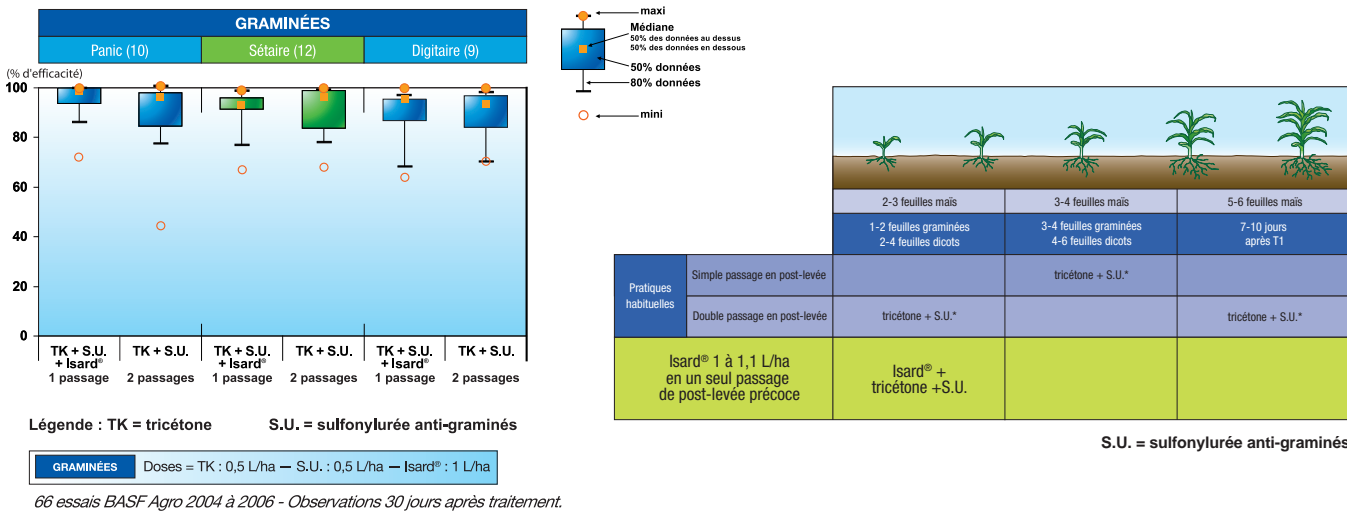 GRAMINÉES
Panic (10)
Sétaire (12)
Digitaire (9)
(% d'efficacité)
100
80
60
40
20
0
TK + S.U.
+ Isard®
1 passage
TK + S.U.
2 passages
TK + S.U.
+ Isard®
1 passage
TK + S.U.
2 passages
TK + S.U.
+ Isard®
1 passage
TK + S.U.
2 passages
Légende : TK = tricétone
S.U. = sulfonylurée anti-graminés
GRAMINÉES
Doses = TK : 0,5 L/ha – S.U. : 0,5 L/ha – Isard® : 1 L/ha
66 essais BASF Agro 2004 à 2006 - Observations 30 jours après traitement.
maxi
Médiane
50% des données au dessus
50% des données en dessous
50% données
80% données
mini
2-3 feuilles maïs
3-4 feuilles maïs
5-6 feuilles maïs
1-2 feuilles graminées
2-4 feuilles dicots
3-4 feuilles graminées
4-6 feuilles dicots
7-10 jours
après T1
Pratiques
habituelles
Simple passage en post-levée
tricétone + S.U.*
Double passage en post-levée
tricétone + S.U.*
tricétone + S.U.*
Isard® 1 à 1,1 L/ha
en un seul passage
de post-levée précoce
Isard® +
tricétone +S.U.
S.U. = sulfonylurée anti-graminés